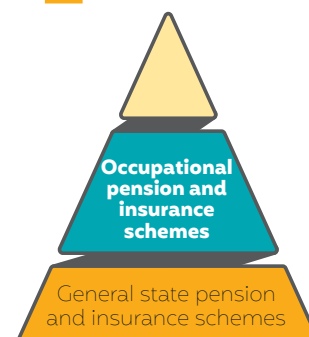 Occupational
pension and
insurance
schemes
General state pension
and insurance schemes